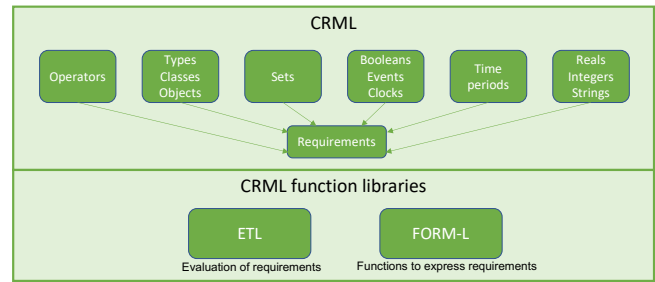 CRML
Operators
Types
Classes
Objects
Sets
Booleans
Events
Clocks
Time
periods
Reals
Integers
Strings
Requirements
CRML function libraries
ETL
FORM-L
Evaluation of requirements
Functions to express requirements